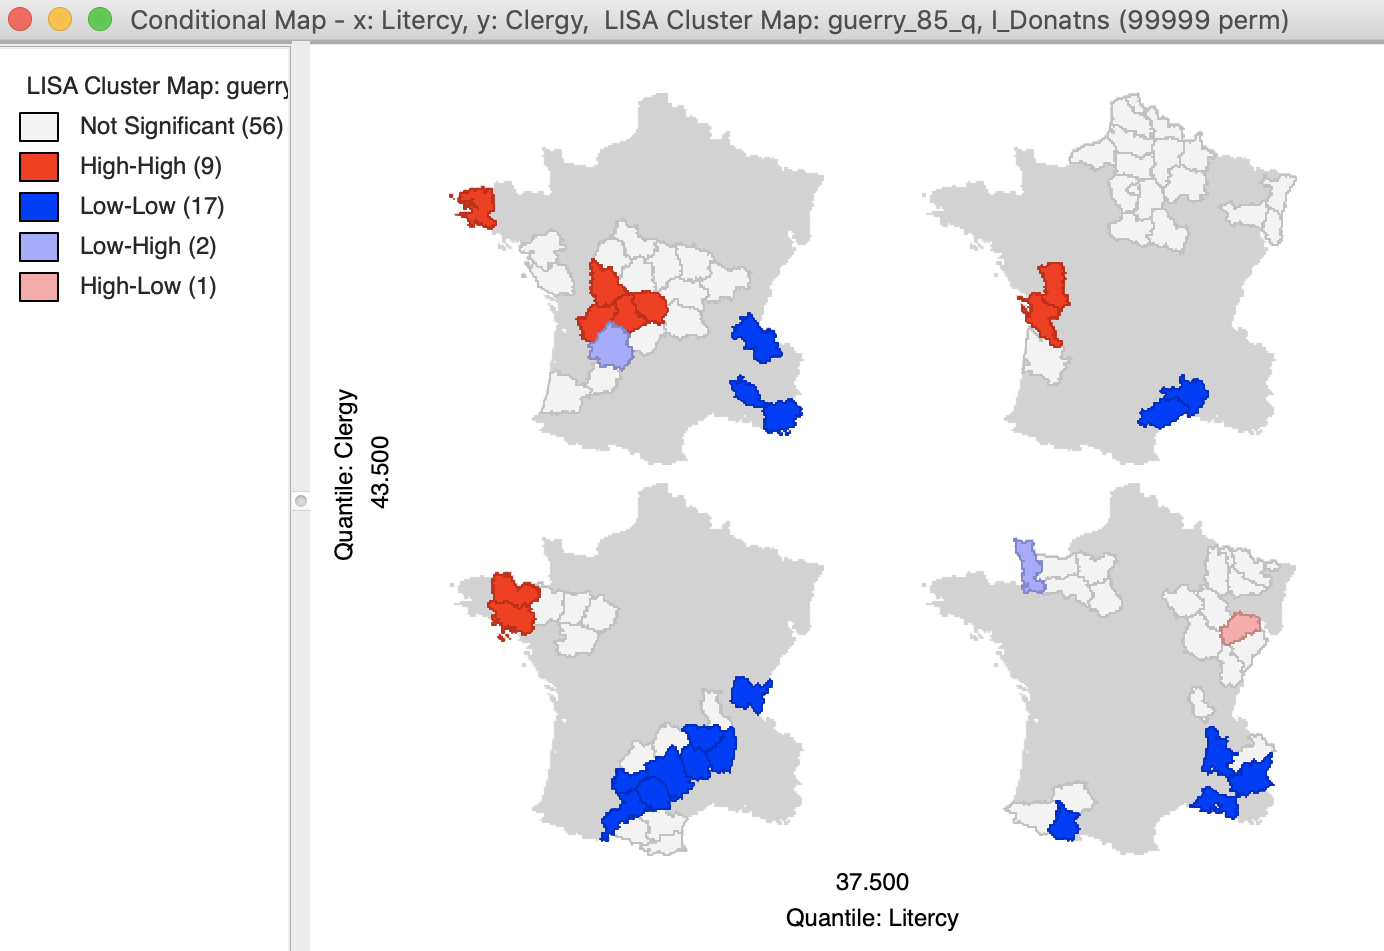 Conditional Map - x: Litercy, y: Clergy,  LISA Cluster Map: guerry_85_q, I_Donatns (99999 perm)
LISA Cluster Map: guerry
Not Significant (56)
High-High (9)
Low-Low (17)
Low-High (2)
High-Low (1)
Quantile: Clergy
43.500
37.500
Quantile: Litercy